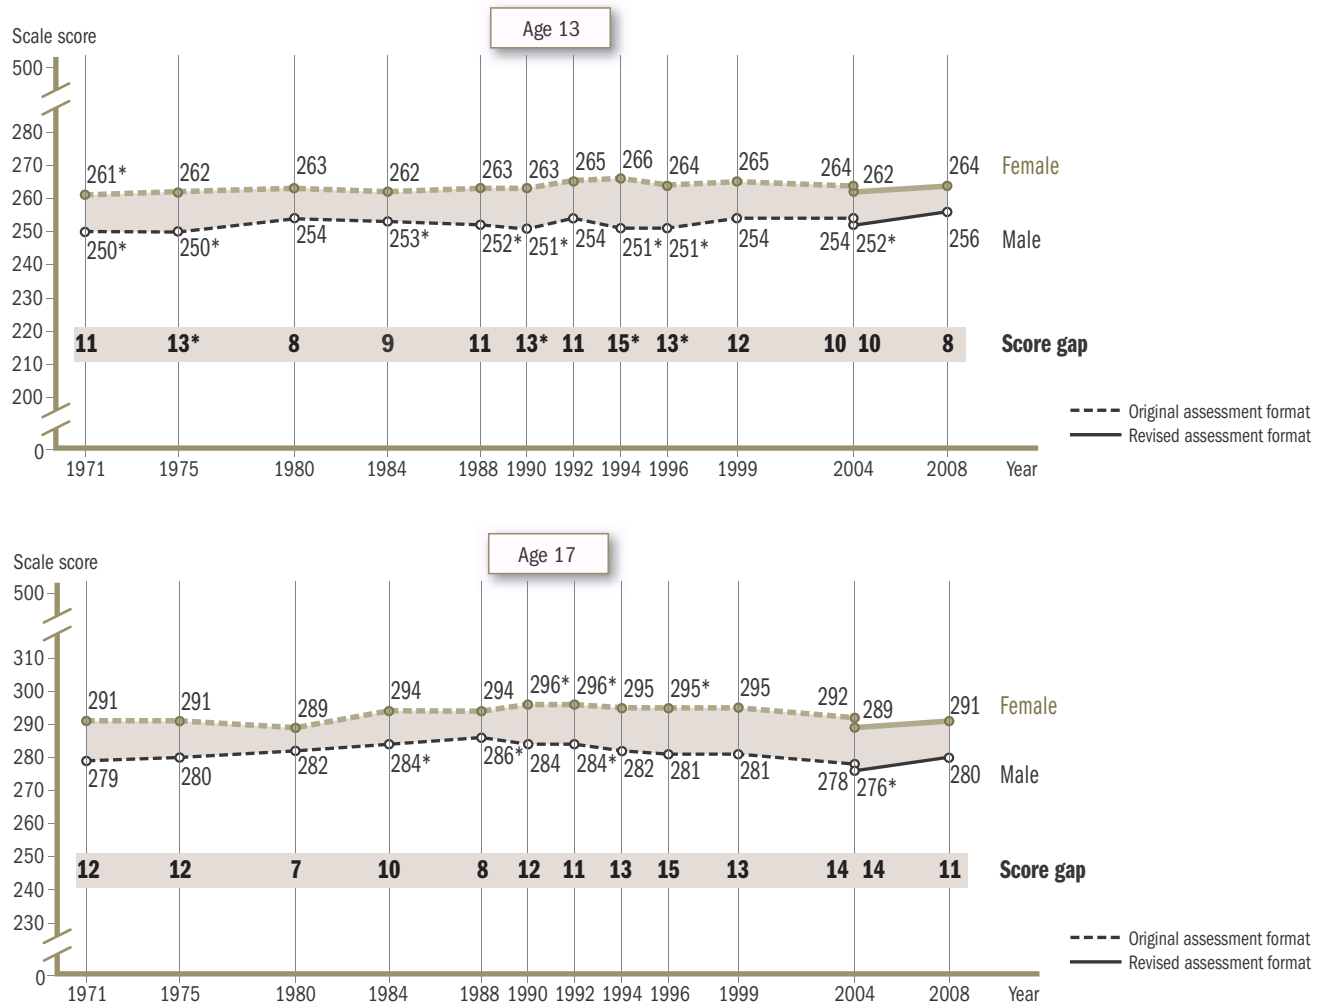 Age 13
Scale score
500
280
270
260
250
240
230
220
210
200
0
261* 262 263 262 263 263 265 266 264 265 264 262 264
Female
250* 250* 254 253* 252* 251* 254 251* 251* 254 254 252* 256
Male
11 13* 8 9 11 13* 11 15* 13* 12 10 10 8
Score gap
Original assessment format
Revised assessment format
1971 1975 1980 1984 1988 1990 1992 1994 1996 1999 2004 2008 Year
Age 17
Scale score
500
310
300
290
280
270
260
250
240
230
0
291 291 289 294 294 296* 296* 295 295* 295 292 289 291
Female
279 280 282 284* 286* 284 284* 282 281 281 278 276* 280
Male
12 12 7 10 8 12 11 13 15 13 14 14 11
Score gap
Original assessment format
Revised assessment format
1971 1975 1980 1984 1988 1990 1992 1994 1996 1999 2004 2008 Year